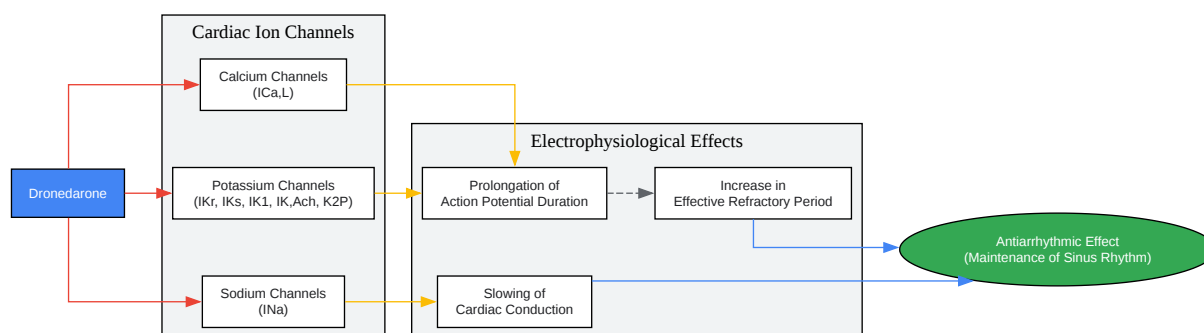 Cardiac Ion Channels
Calcium Channels
(ICa,L)
Electrophysiological Effects
Dronedarone
Potassium Channels
(IKr, IKs, IK1, IK,Ach, K2P)
Prolongation of
Action Potential Duration
Increase in
Effective Refractory Period
Antiarrhythmic Effect
(Maintenance of Sinus Rhythm)
Sodium Channels
(INa)
Slowing of
Cardiac Conduction